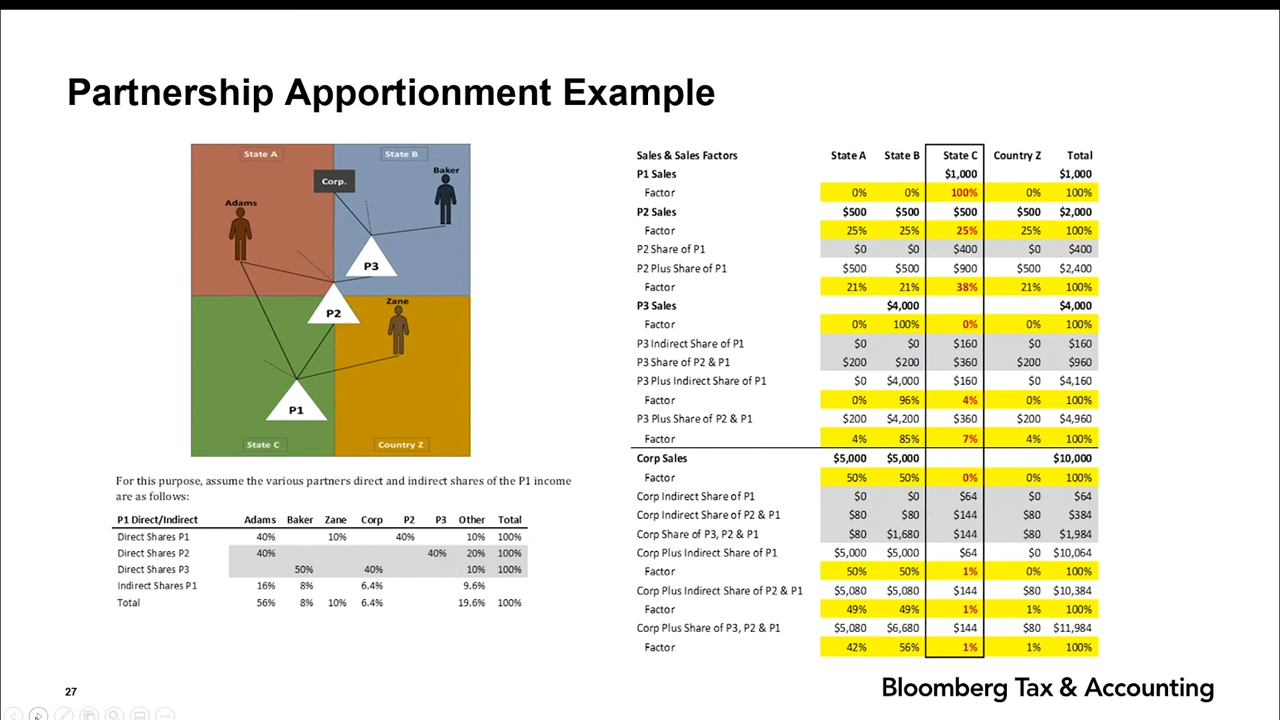 Partnership Apportionment Example
State A
State B
Corp.
Baker
Adams
P3
P2
Zane
P1
State C
Country Z
For this purpose, assume the various partners direct and indirect shares of the P1 income
are as follows:
P1 Direct/Indirect Adams Baker Zane Corp P2 P3 Other Total
Direct Shares P1 40% 10% 40% 10% 100%
Direct Shares P2 40% 40% 20% 100%
Direct Shares P3 50% 40% 10% 100%
Indirect Shares P1 16% 8% 6.4% 9.6%
Total 56% 8% 10% 6.4% 19.6% 100%
Sales & Sales Factors State A State B State C Country Z Total
P1 Sales $1,000 $1,000
Factor 0% 0% 100% 0% 100%
P2 Sales $500 $500 $500 $500 $2,000
Factor 25% 25% 25% 25% 100%
P2 Share of P1 $0 $0 $400 $0 $400
P2 Plus Share of P1 $500 $500 $900 $500 $2,400
Factor 21% 21% 38% 21% 100%
P3 Sales $4,000 $4,000
Factor 0% 100% 0% 0% 100%
P3 Indirect Share of P1 $0 $0 $160 $0 $160
P3 Share of P2 & P1 $200 $200 $360 $200 $960
P3 Plus Indirect Share of P1 $0 $4,000 $160 $0 $4,160
Factor 0% 96% 4% 0% 100%
P3 Plus Share of P2 & P1 $200 $4,200 $360 $200 $4,960
Factor 4% 85% 7% 4% 100%
Corp Sales $5,000 $5,000 $10,000
Factor 50% 50% 0% 0% 100%
Corp Indirect Share of P1 $0 $0 $64 $0 $64
Corp Indirect Share of P2 & P1 $80 $80 $144 $80 $384
Corp Share of P3, P2 & P1 $80 $1,680 $144 $80 $1,984
Corp Plus Indirect Share of P1 $5,000 $5,000 $64 $0 $10,064
Factor 50% 50% 1% 0% 100%
Corp Plus Indirect Share of P2 & P1 $5,080 $5,080 $144 $80 $10,384
Factor 49% 49% 1% 1% 100%
Corp Plus Share of P3, P2 & P1 $5,080 $6,680 $144 $80 $11,984
Factor 42% 56% 1% 1% 100%
27
Bloomberg Tax & Accounting